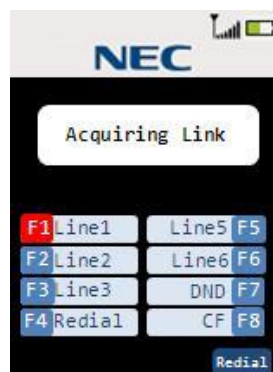 NEC
Acquiring Link
F1 Line1 Line5 F5
F2 Line2 Line6 F6
F3 Line3 DND F7
F4 Redial CF F8
Redial